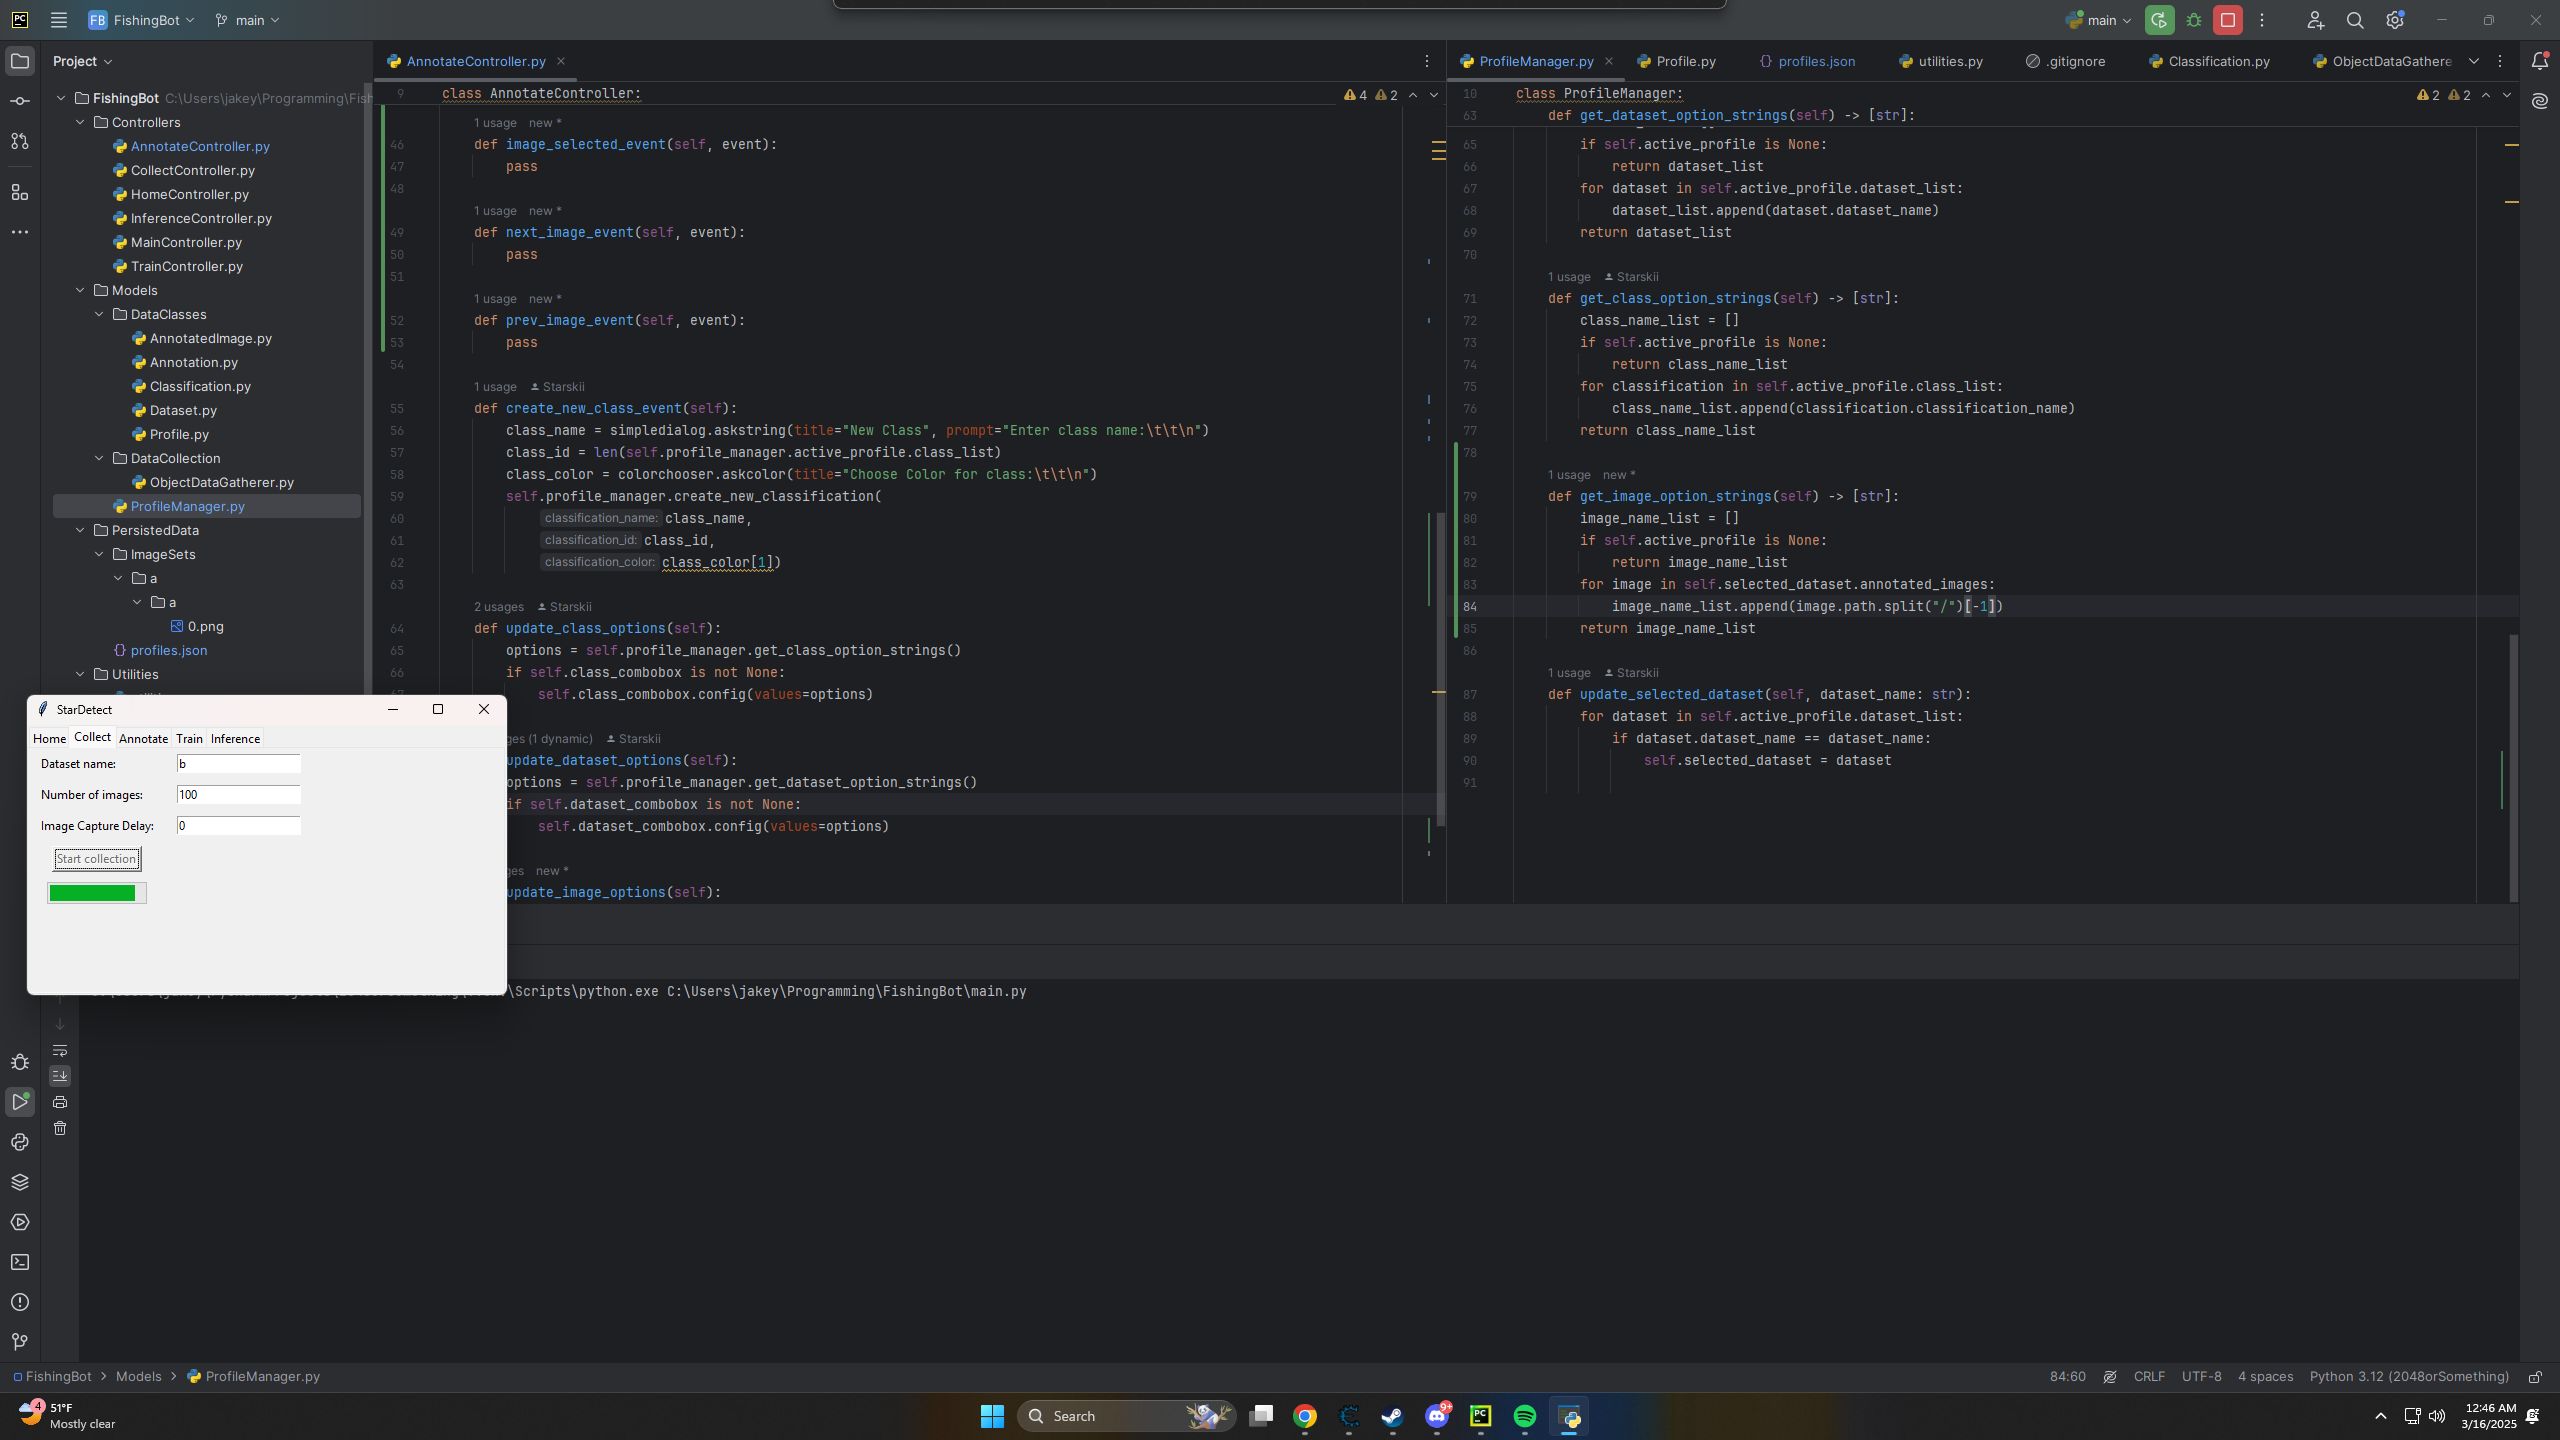 PC
FB FishingBot main
main
Project
FishingBot C:\Users\jakey\Programming\Fish
Controllers
AnnotateController.py
CollectController.py
HomeController.py
InferenceController.py
MainController.py
TrainController.py
Models
DataClasses
AnnotatedImage.py
Annotation.py
Classification.py
Dataset.py
Profile.py
DataCollection
ObjectDataGatherer.py
ProfileManager.py
PersistedData
ImageSets
a
a
0.png
profiles.json
Utilities
AnnotateController.py
9 class AnnotateController:
4 2
1 usage new *
46 def image_selected_event(self, event):
47 pass
48
1 usage new *
49 def next_image_event(self, event):
50 pass
51
1 usage new *
52 def prev_image_event(self, event):
53 pass
54
1 usage Starskii
55 def create_new_class_event(self):
56 class_name = simpledialog.askstring(title="New Class", prompt="Enter class name:\t\t\n")
57 class_id = len(self.profile_manager.active_profile.class_list)
58 class_color = colorchooser.askcolor(title="Choose Color for class:\t\t\n")
59 self.profile_manager.create_new_classification(
60 classification_name: class_name,
61 classification_id: class_id,
62 classification_color: class_color[1])
63
2 usages Starskii
64 def update_class_options(self):
65 options = self.profile_manager.get_class_option_strings()
66 if self.class_combobox is not None:
self.class_combobox.config(values=options)
ges (1 dynamic) Starskii
update_dataset_options(self):
options = self.profile_manager.get_dataset_option_strings()
if self.dataset_combobox is not None:
self.dataset_combobox.config(values=options)
ges new *
update_image_options(self):
ProfileManager.py Profile.py profiles.json utilities.py .gitignore Classification.py ObjectDataGathere
10 class ProfileManager:
2 2
63 def get_dataset_option_strings(self) -> [str]:
65 if self.active_profile is None:
66 return dataset_list
67 for dataset in self.active_profile.dataset_list:
68 dataset_list.append(dataset.dataset_name)
69 return dataset_list
70
1 usage Starskii
71 def get_class_option_strings(self) -> [str]:
72 class_name_list = []
73 if self.active_profile is None:
74 return class_name_list
75 for classification in self.active_profile.class_list:
76 class_name_list.append(classification.classification_name)
77 return class_name_list
78
1 usage new *
79 def get_image_option_strings(self) -> [str]:
80 image_name_list = []
81 if self.active_profile is None:
82 return image_name_list
83 for image in self.selected_dataset.annotated_images:
84 image_name_list.append(image.path.split("/")[-1])
85 return image_name_list
86
1 usage Starskii
87 def update_selected_dataset(self, dataset_name: str):
88 for dataset in self.active_profile.dataset_list:
89 if dataset.dataset_name == dataset_name:
90 self.selected_dataset = dataset
91
StarDetect
Home Collect Annotate Train Inference
Dataset name: b
Number of images: 100
Image Capture Delay: 0
Start collection
\Scripts\python.exe C:\Users\jakey\Programming\FishingBot\main.py
FishingBot > Models > ProfileManager.py
84:60 CRLF UTF-8 4 spaces Python 3.12 (2048orSomething)
4 51°F
Mostly clear
Search
9+
PC
12:46 AM
3/16/2025